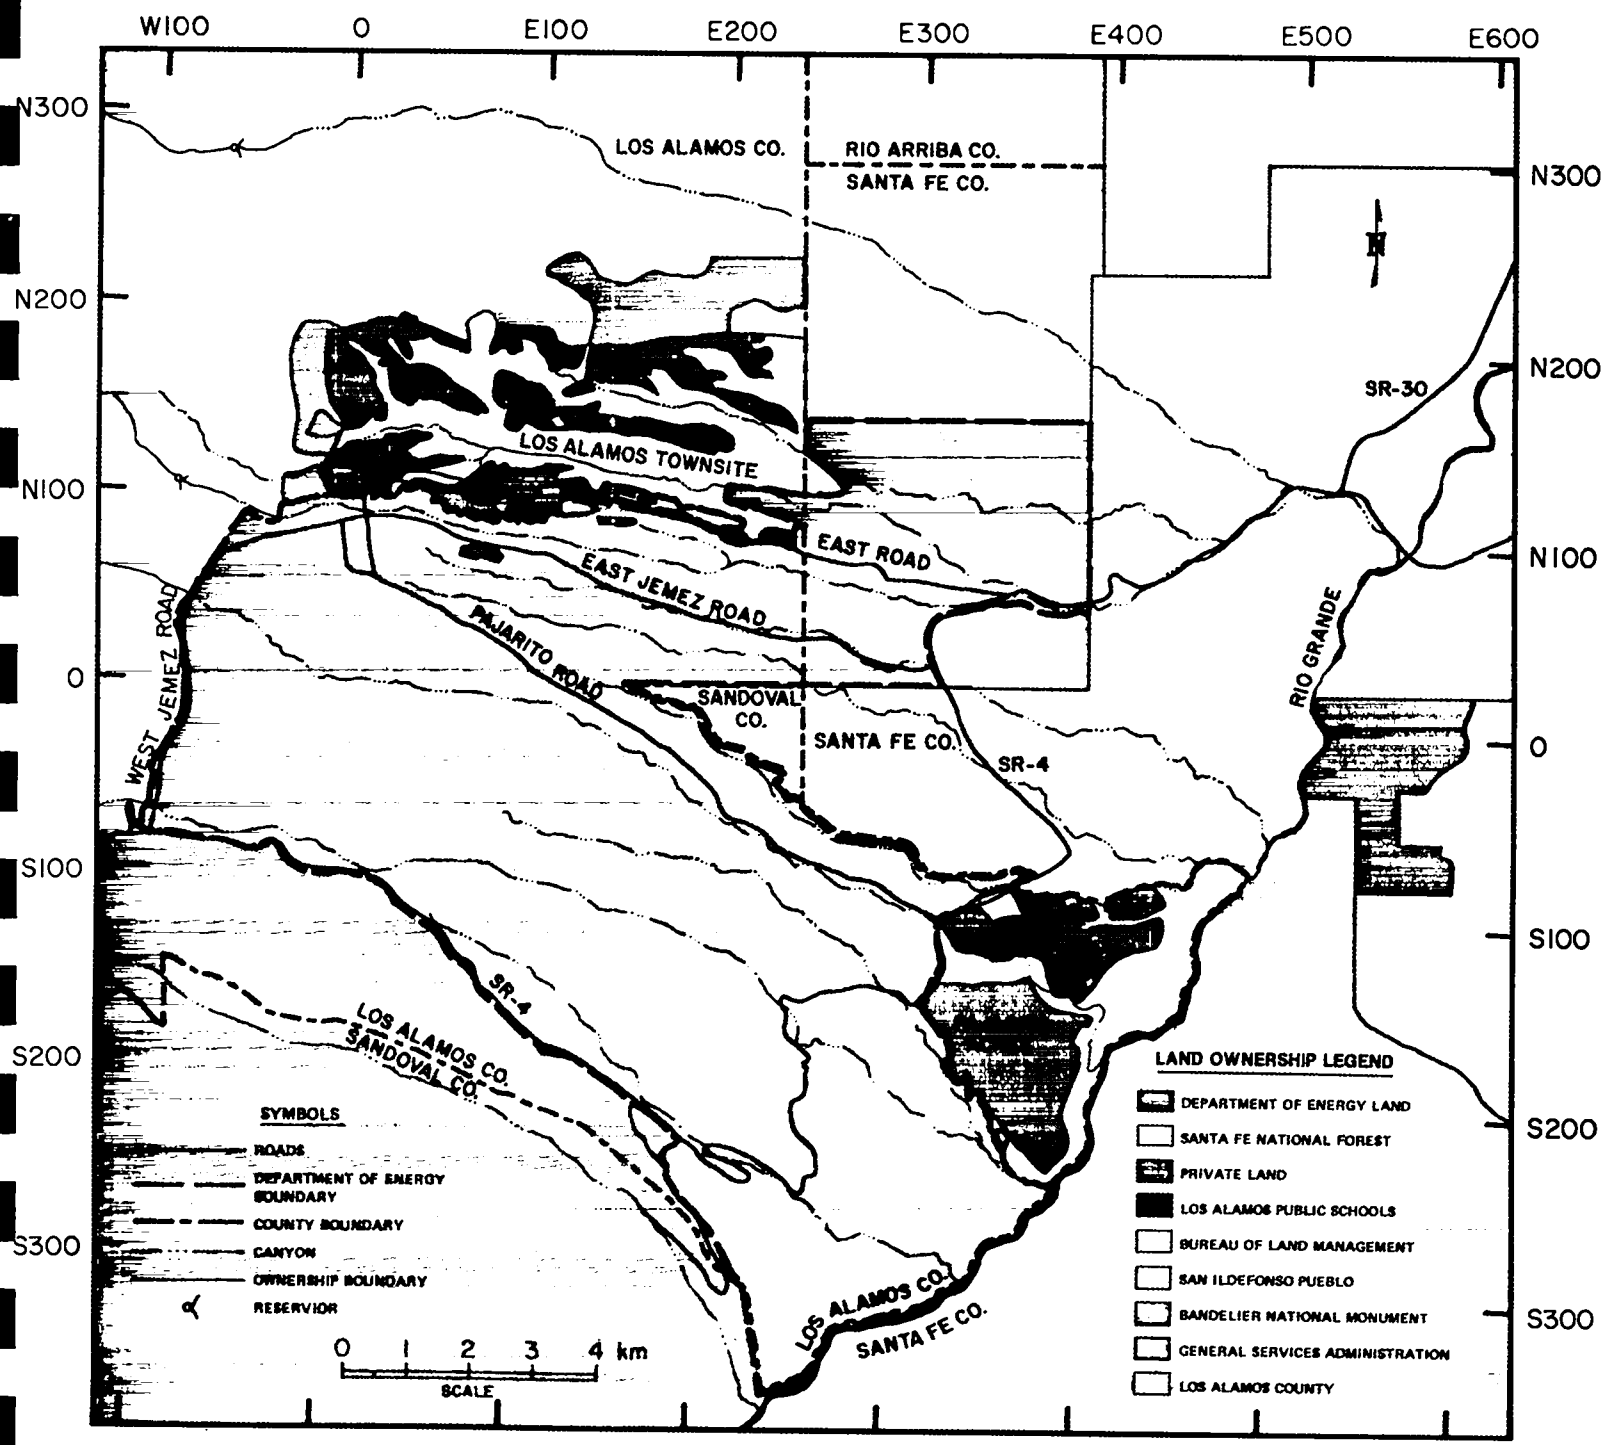 W100 0 E100 E200 E300 E400 E500 E600
N300
LOS ALAMOS CO.
RIO ARRIBA CO.
SANTA FE CO.
N300
N
N200
N200
SR-30
LOS ALAMOS TOWNSITE
N100
EAST ROAD
N100
EAST JEMEZ ROAD
PAJARITO ROAD
WEST JEMEZ ROAD
RIO GRANDE
0
SANDOVAL
CO.
SANTA FE CO.
SR-4
0
S100
S100
SR-4
LOS ALAMOS CO.
SANDOVAL CO.
S200
S200
S300
S300
LOS ALAMOS CO.
SANTA FE CO.
SYMBOLS
ROADS
DEPARTMENT OF ENERGY
BOUNDARY
COUNTY BOUNDARY
CANYON
OWNERSHIP BOUNDARY
RESERVIOR
0 1 2 3 4 km
SCALE
LAND OWNERSHIP LEGEND
DEPARTMENT OF ENERGY LAND
SANTA FE NATIONAL FOREST
PRIVATE LAND
LOS ALAMOS PUBLIC SCHOOLS
BUREAU OF LAND MANAGEMENT
SAN ILDEFONSO PUEBLO
BANDELIER NATIONAL MONUMENT
GENERAL SERVICES ADMINISTRATION
LOS ALAMOS COUNTY